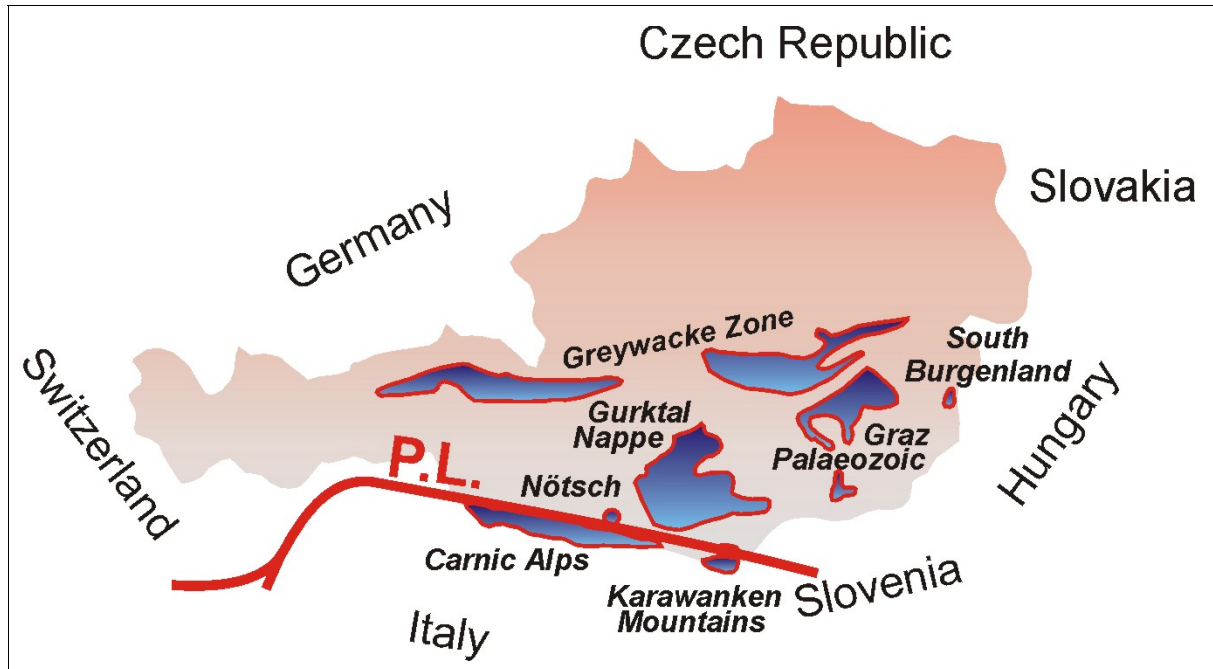 Czech Republic
Slovakia
Germany
Greywacke Zone
South
Burgenland
Switzerland
Gurktal
Nappe
Graz
Palaeozoic
Hungary
P.L.
Nötsch
Carnic Alps
Slovenia
Karawanken
Mountains
Italy